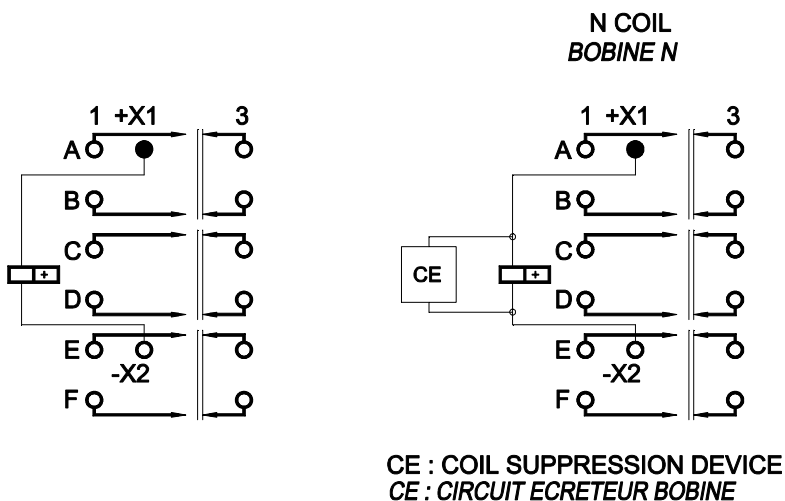 N COIL
BOBINE N
1 +X1 3
A
B
C
+
D
E
-X2
F
1 +X1 3
A
B
C
CE
+
D
E
-X2
F
CE : COIL SUPPRESSION DEVICE
CE : CIRCUIT ECRETEUR BOBINE